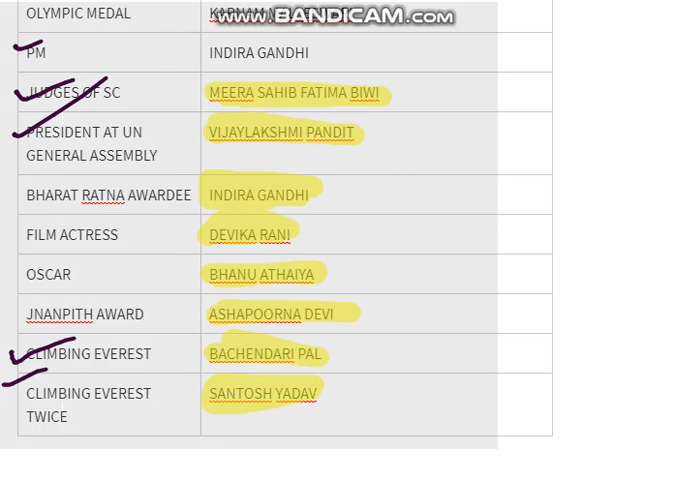 OLYMPIC MEDAL
www.BANDICAM.com
PM INDIRA GANDHI
JUDGES OF SC MEERA SAHIB FATIMA BIWI
PRESIDENT AT UN VIJAYLAKSHMI PANDIT
GENERAL ASSEMBLY
BHARAT RATNA AWARDEE INDIRA GANDHI
FILM ACTRESS DEVIKA RANI
OSCAR BHANU ATHAIYA
JNANPITH AWARD ASHAPOORNA DEVI
CLIMBING EVEREST BACHENDARI PAL
CLIMBING EVEREST SANTOSH YADAV
TWICE